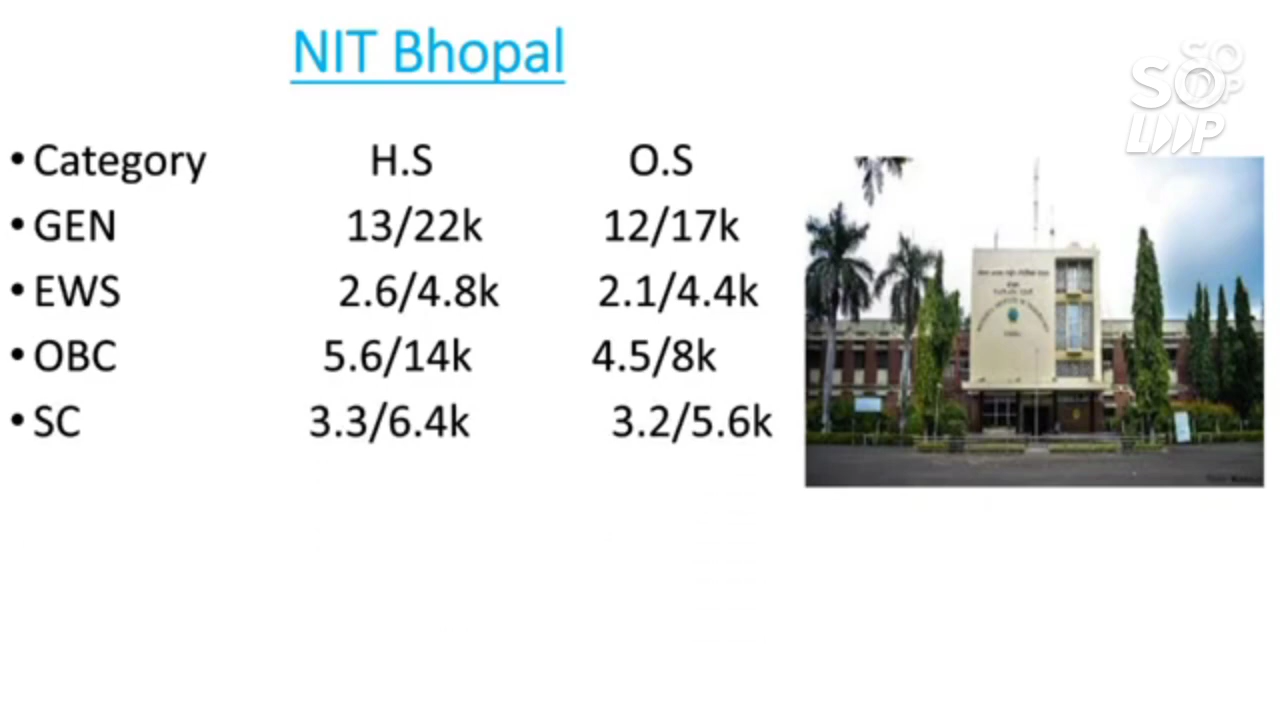 NIT Bhopal
• Category H.S O.S
• GEN 13/22k 12/17k
• EWS 2.6/4.8k 2.1/4.4k
• OBC 5.6/14k 4.5/8k
• SC 3.3/6.4k 3.2/5.6k
SO